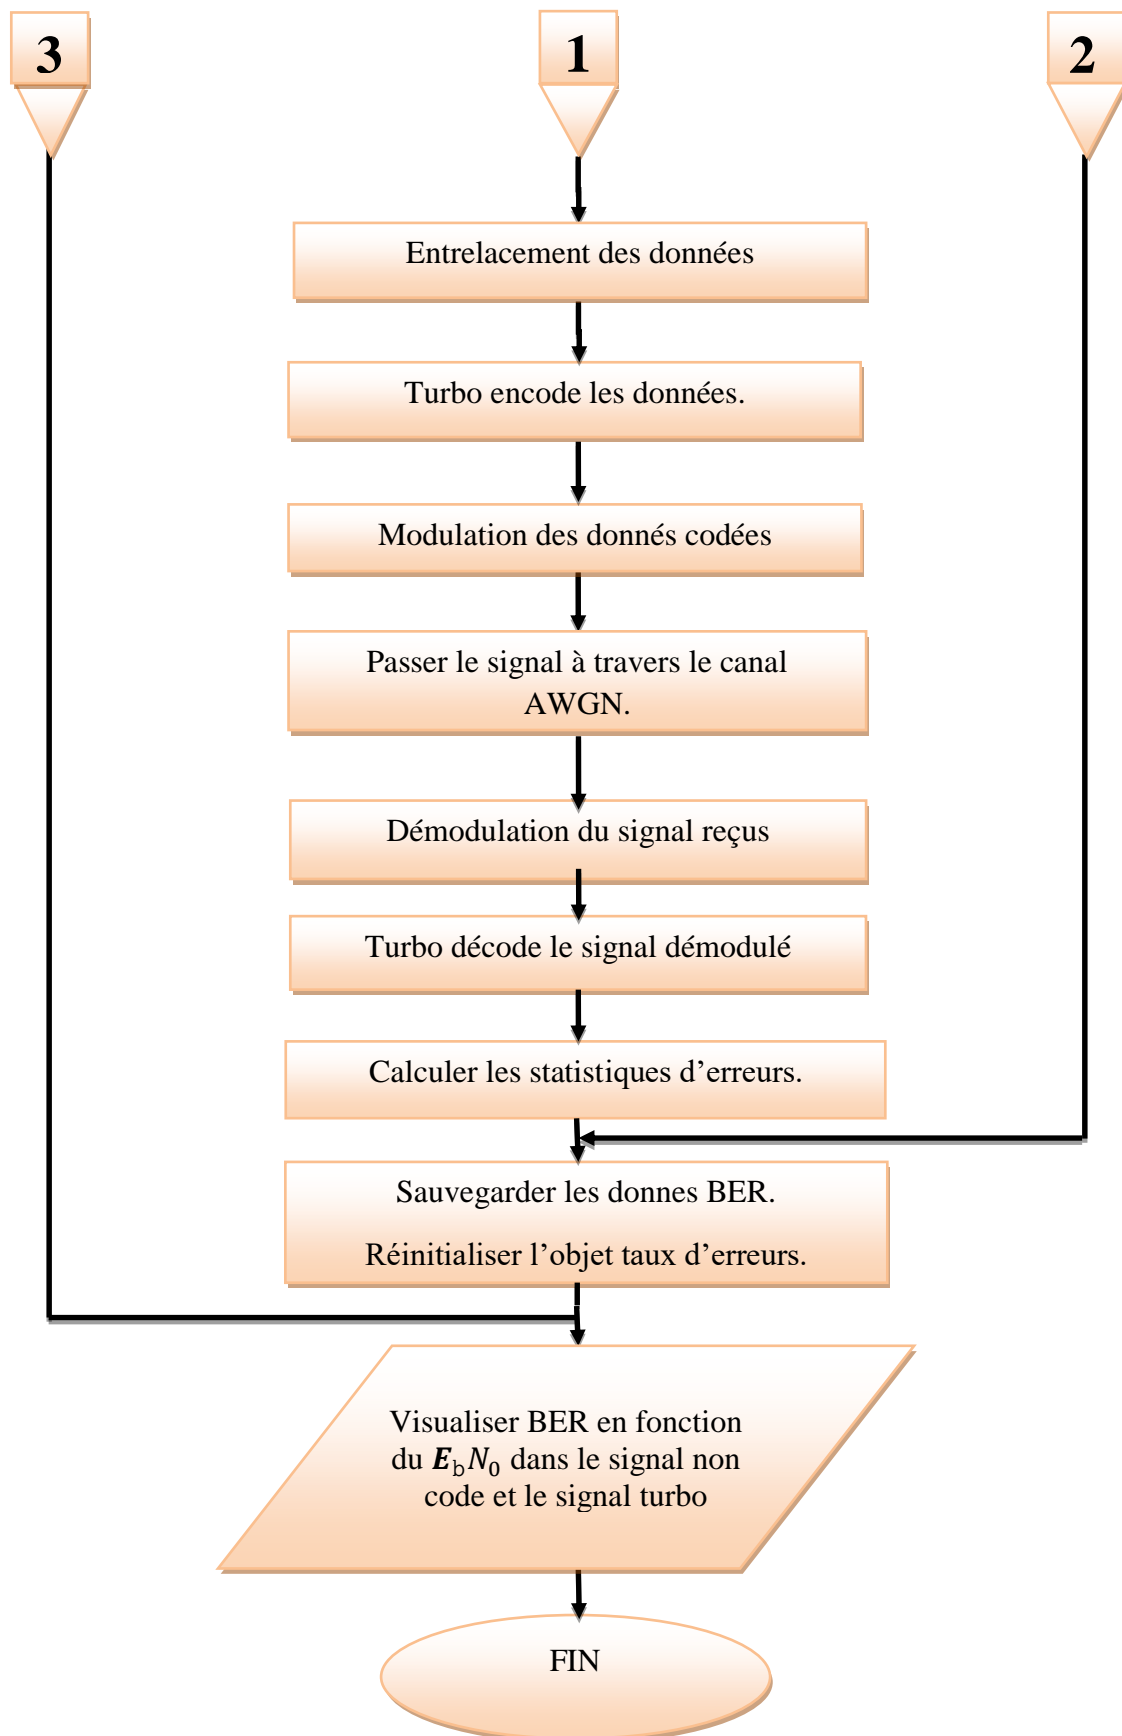 3
1
2
Entrelacement des données
Turbo encode les données.
Modulation des donnés codées
Passer le signal à travers le canal
AWGN.
Démodulation du signal reçus
Turbo décode le signal démodulé
Calculer les statistiques d’erreurs.
Sauvegarder les donnes BER.
Réinitialiser l’objet taux d’erreurs.
Visualiser BER en fonction
du E_b N_0 dans le signal non
code et le signal turbo
FIN